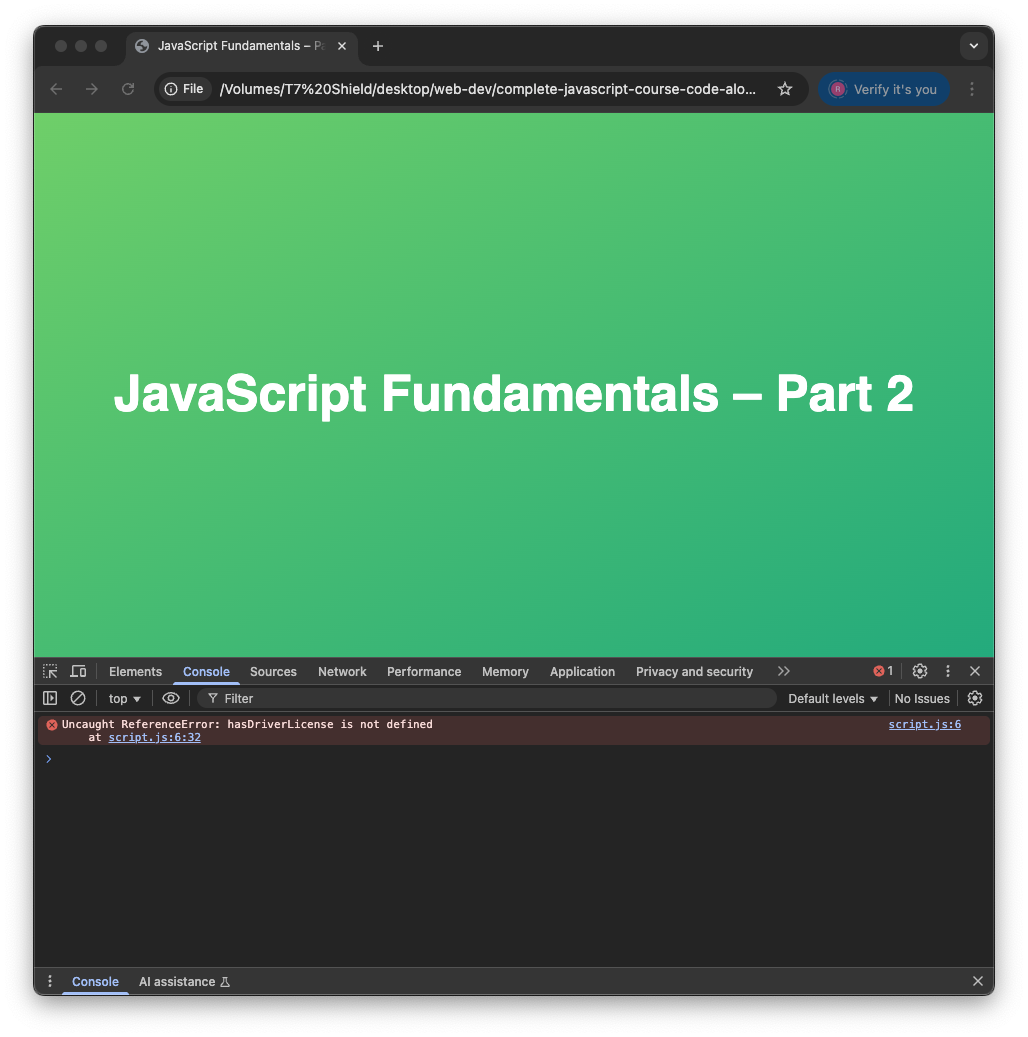 JavaScript Fundamentals – Pa
File /Volumes/T7%20Shield/desktop/web-dev/complete-javascript-course-code-alo... R Verify it's you
JavaScript Fundamentals – Part 2
Elements Console Sources Network Performance Memory Application Privacy and security 1
top Filter Default levels No Issues
Uncaught ReferenceError: hasDriverLicense is not defined script.js:6
at script.js:6:32
Console AI assistance